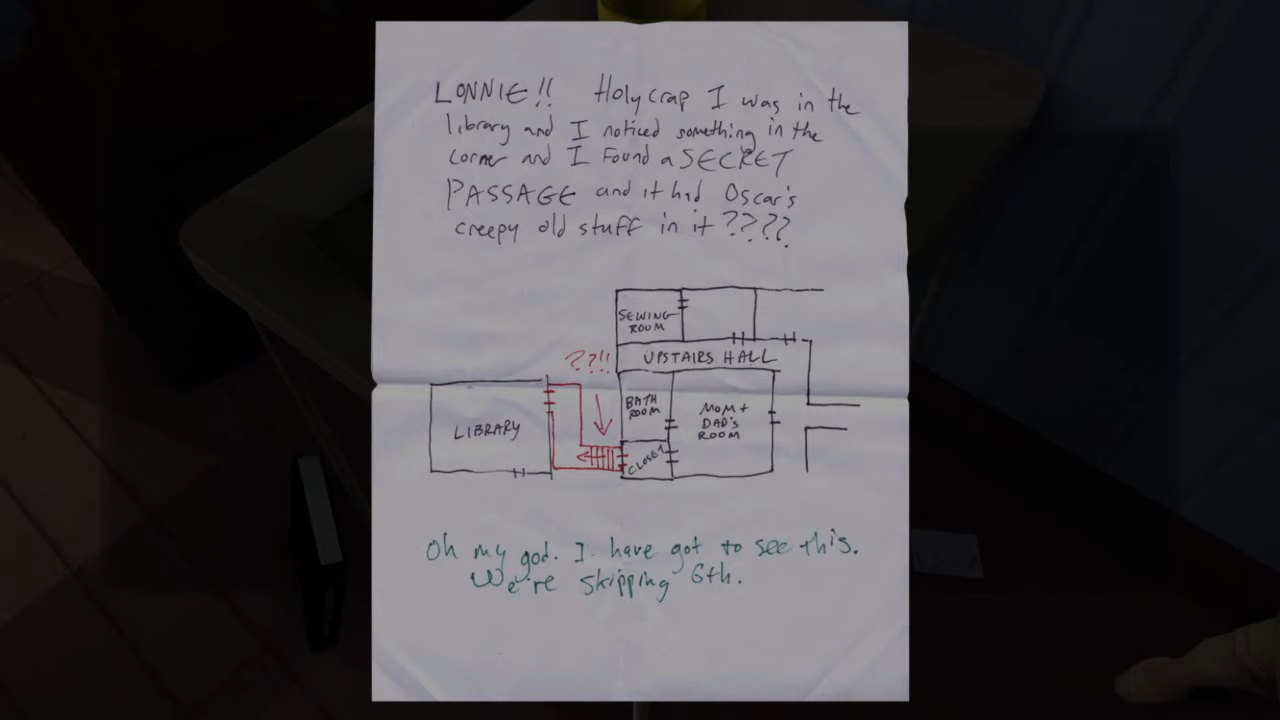 LONNIE!! Holy crap I was in the
library and I noticed something in the
corner and I found a SECRET
PASSAGE and it had Oscar's
creepy old stuff in it ????
SEWING
ROOM
UPSTAIRS HALL
??!!
BATH
ROOM
MOM +
DAD'S
ROOM
LIBRARY
CLOSET
Oh my god. I have got to see this.
We're skipping 6th.